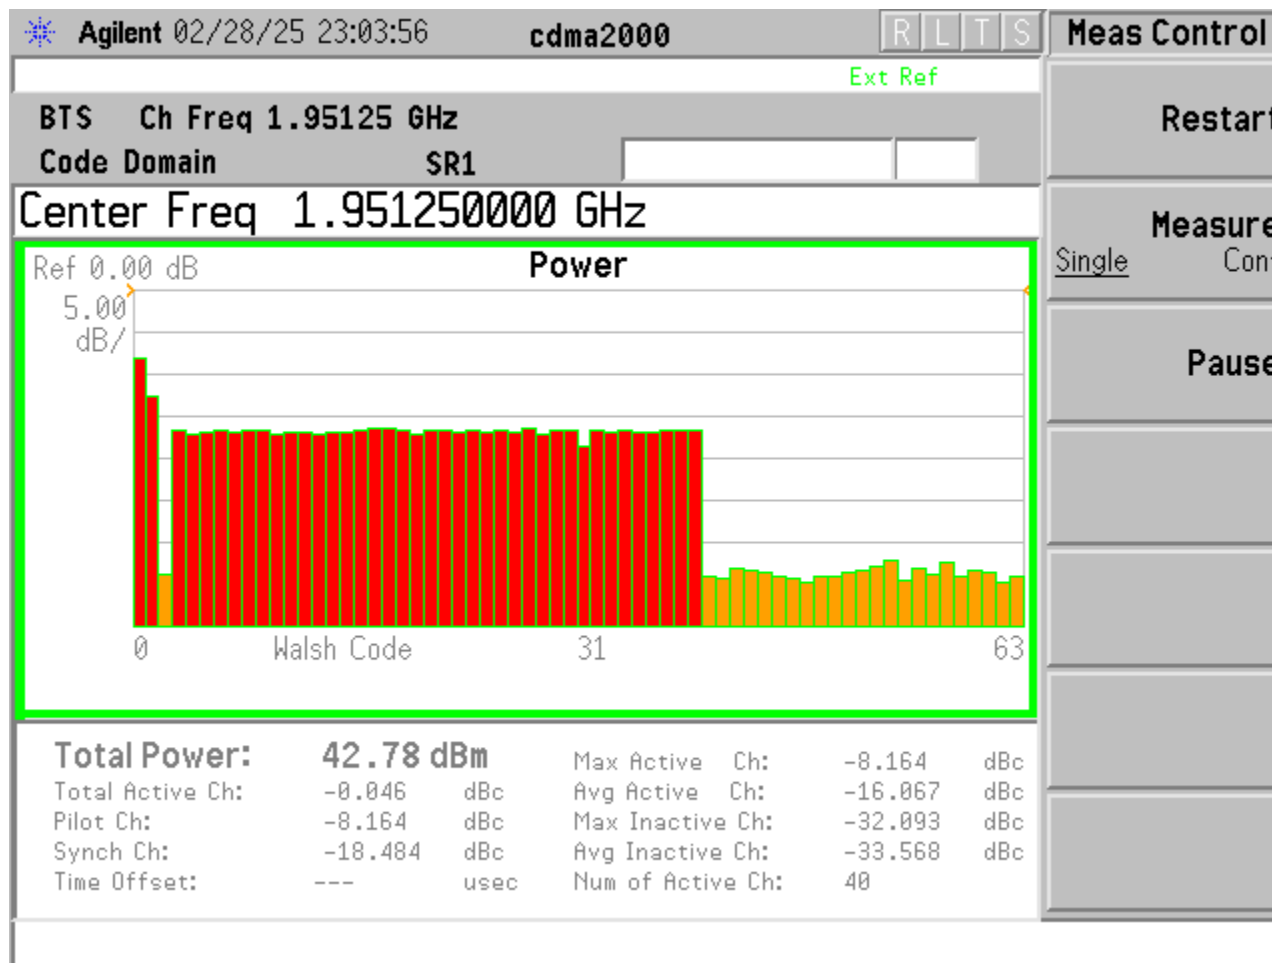 Agilent 02/28/25 23:03:56 cdma2000 R L T S Meas Control
Ext Ref
BTS Ch Freq 1.95125 GHz
Restart
Code Domain SR1
Center Freq 1.951250000 GHz
Measure
Single Con
Ref 0.00 dB Power
5.00
dB/
Pause
0 Walsh Code 31 63
Total Power: 42.78 dBm
Max Active Ch: -8.164 dBc
Total Active Ch: -0.046 dBc
Avg Active Ch: -16.067 dBc
Pilot Ch: -8.164 dBc
Max Inactive Ch: -32.093 dBc
Synch Ch: -18.484 dBc
Avg Inactive Ch: -33.568 dBc
Time Offset: --- usec
Num of Active Ch: 40